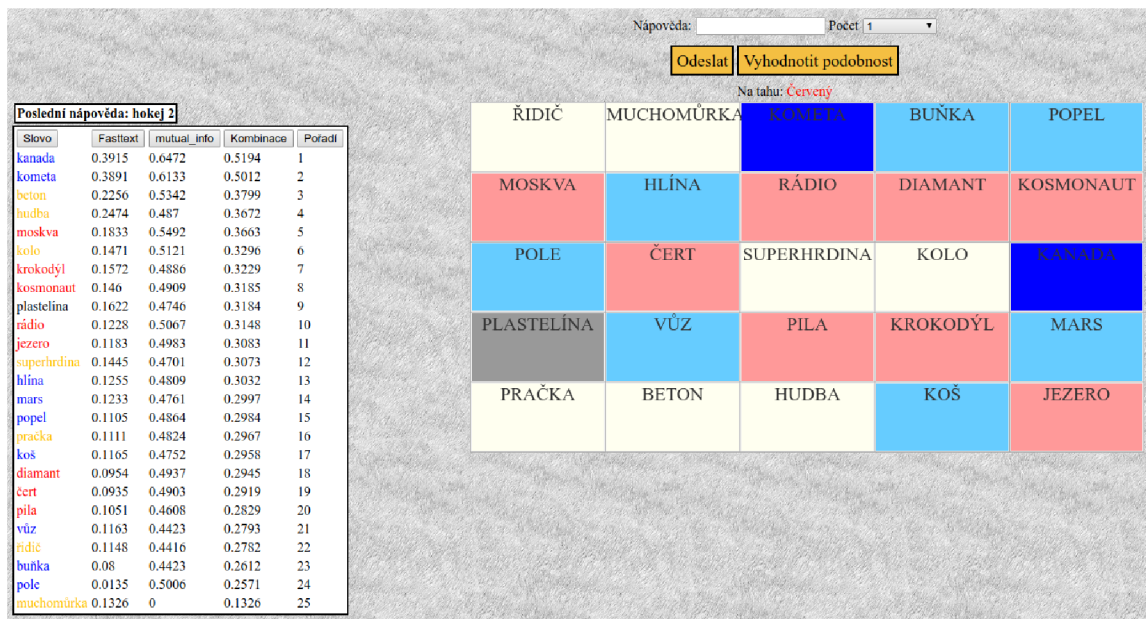 Nápověda: Počet 1
Odeslat Vyhodnotit podobnost
Na tahu: Červený
Poslední nápověda: hokej 2
Slovo Fasttext mutual_info Kombinace Pořadí
kanada 0.3915 0.6472 0.5194 1
kometa 0.3891 0.6133 0.5012 2
beton 0.2256 0.5342 0.3799 3
hudba 0.2474 0.487 0.3672 4
moskva 0.1833 0.5492 0.3663 5
kolo 0.1471 0.5121 0.3296 6
krokodýl 0.1572 0.4886 0.3229 7
kosmonaut 0.146 0.4909 0.3185 8
plastelína 0.1622 0.4746 0.3184 9
rádio 0.1228 0.5067 0.3148 10
jezero 0.1183 0.4983 0.3083 11
superhrdina 0.1445 0.4701 0.3073 12
hlína 0.1255 0.4809 0.3032 13
mars 0.1233 0.4761 0.2997 14
popel 0.1105 0.4864 0.2984 15
pračka 0.1111 0.4824 0.2967 16
koš 0.1165 0.4752 0.2958 17
diamant 0.0954 0.4937 0.2945 18
čert 0.0935 0.4903 0.2919 19
pila 0.1051 0.4608 0.2829 20
vůz 0.1163 0.4423 0.2793 21
řidič 0.1148 0.4416 0.2782 22
buňka 0.08 0.4423 0.2612 23
pole 0.0135 0.5006 0.2571 24
muchomůrka 0.1326 0 0.1326 25
ŘIDIČ MUCHOMŮRKA KOMETA BUŇKA POPEL
MOSKVA HLÍNA RÁDIO DIAMANT KOSMONAUT
POLE ČERT SUPERHRDINA KOLO KANADA
PLASTELÍNA VŮZ PILA KROKODÝL MARS
PRAČKA BETON HUDBA KOŠ JEZERO